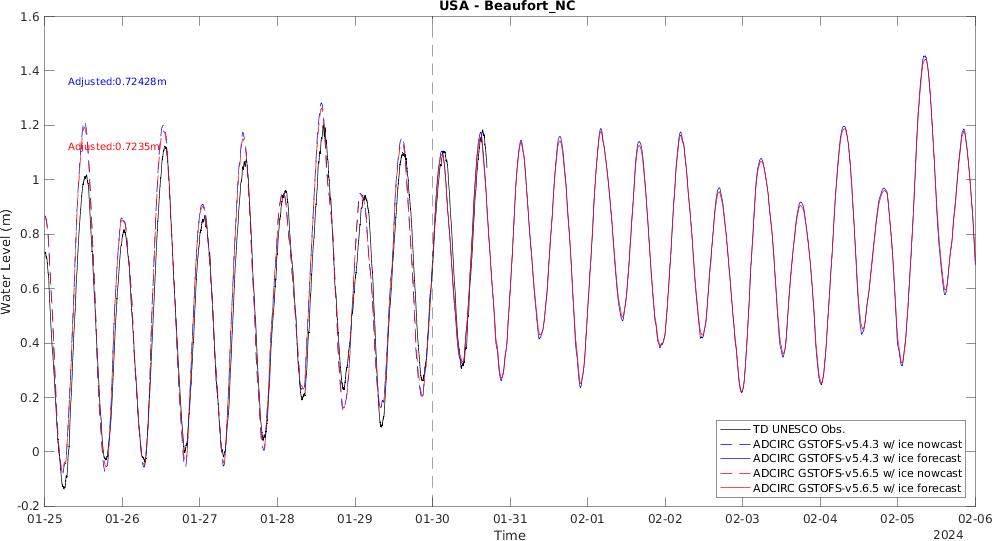 USA - Beaufort_NC
1.6
1.4
1.2
1
0.8
0.6
0.4
0.2
0
-0.2
Water Level (m)
Adjusted:0.72428m
Adjusted:0.7235m
TD UNESCO Obs.
ADCIRC GSTOFS-v5.4.3 w/ ice nowcast
ADCIRC GSTOFS-v5.4.3 w/ ice forecast
ADCIRC GSTOFS-v5.6.5 w/ ice nowcast
ADCIRC GSTOFS-v5.6.5 w/ ice forecast
01-25 01-26 01-27 01-28 01-29 01-30 01-31 02-01 02-02 02-03 02-04 02-05 02-06
Time
2024